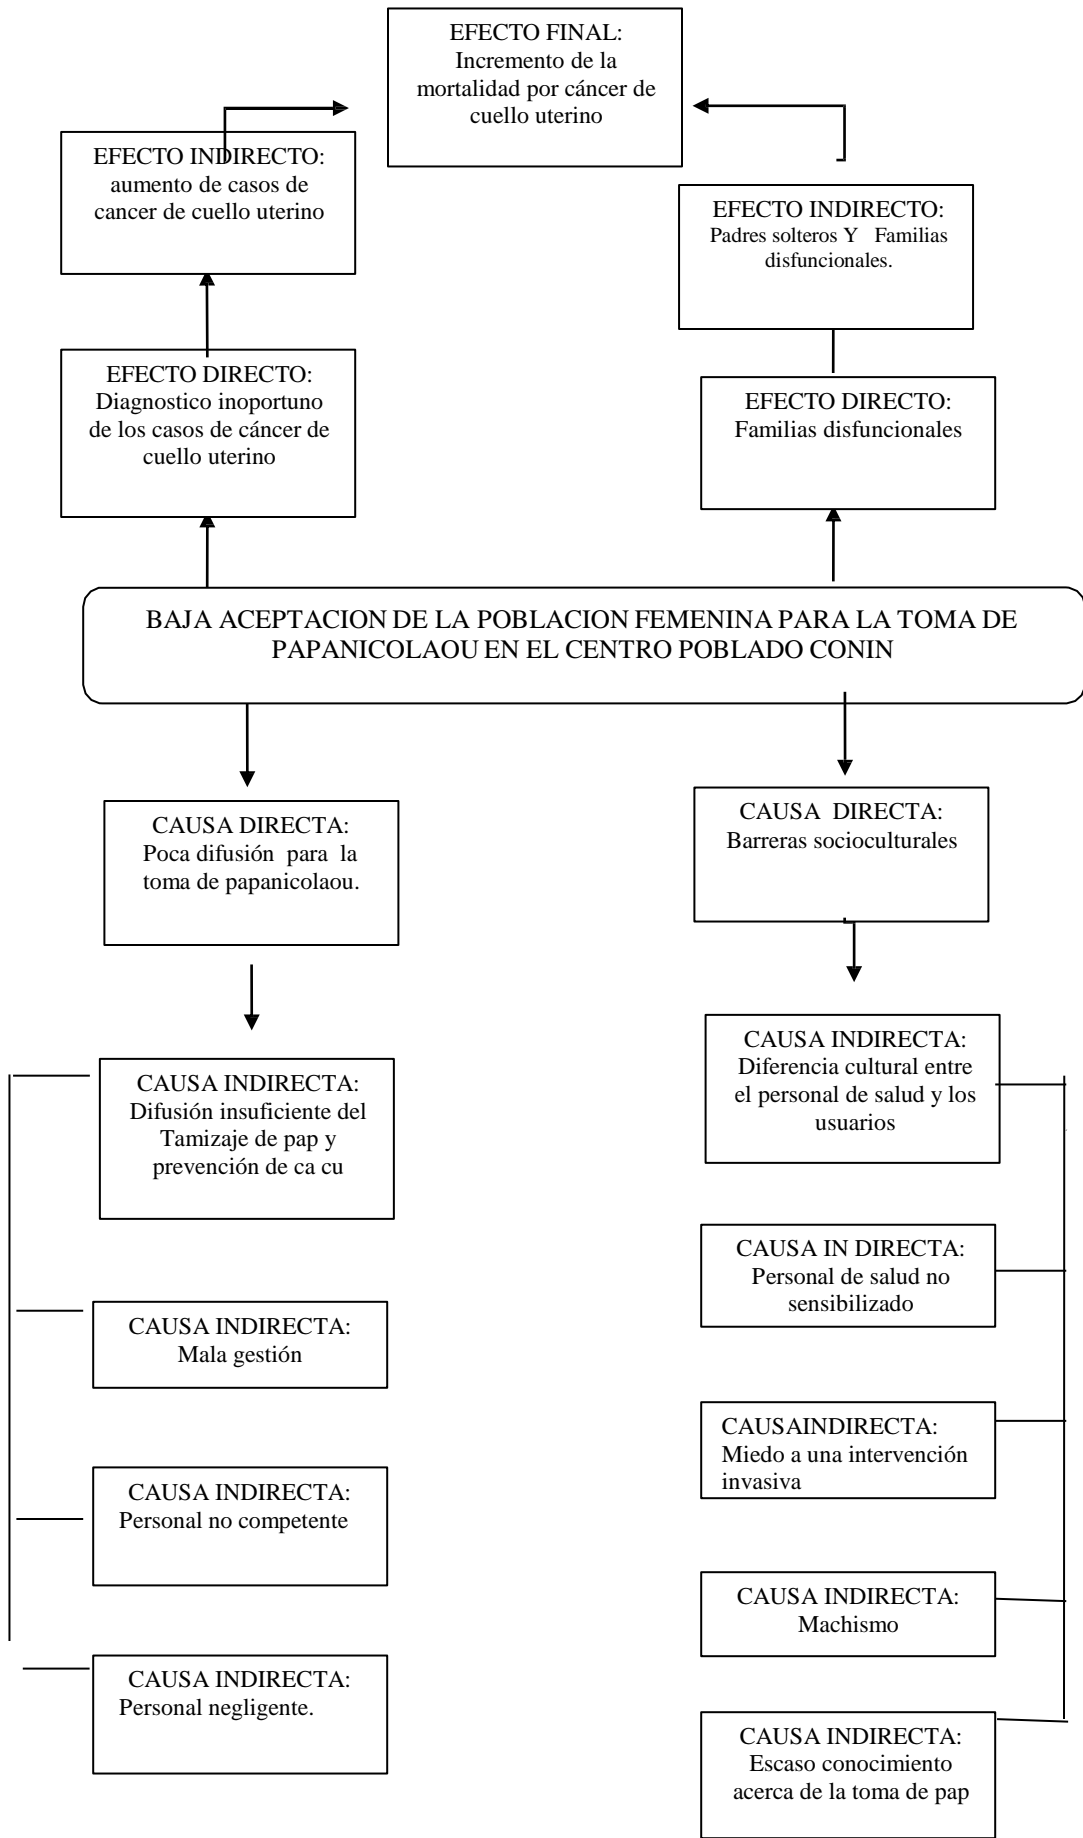 EFECTO FINAL:
Incremento de la
mortalidad por cáncer de
cuello uterino
EFECTO INDIRECTO:
aumento de casos de
cancer de cuello uterino
EFECTO INDIRECTO:
Padres solteros Y Familias
disfuncionales.
EFECTO DIRECTO:
Diagnostico inoportuno
de los casos de cáncer de
cuello uterino
EFECTO DIRECTO:
Familias disfuncionales
BAJA ACEPTACION DE LA POBLACION FEMENINA PARA LA TOMA DE
PAPANICOLAOU EN EL CENTRO POBLADO CONIN
CAUSA DIRECTA:
Poca difusión para la
toma de papanicolaou.
CAUSA DIRECTA:
Barreras socioculturales
CAUSA INDIRECTA:
Difusión insuficiente del
Tamizaje de pap y
prevención de ca cu
CAUSA INDIRECTA:
Diferencia cultural entre
el personal de salud y los
usuarios
CAUSA IN DIRECTA:
Personal de salud no
sensibilizado
CAUSA INDIRECTA:
Mala gestión
CAUSAINDIRECTA:
Miedo a una intervención
invasiva
CAUSA INDIRECTA:
Personal no competente
CAUSA INDIRECTA:
Machismo
CAUSA INDIRECTA:
Personal negligente.
CAUSA INDIRECTA:
Escaso conocimiento
acerca de la toma de pap